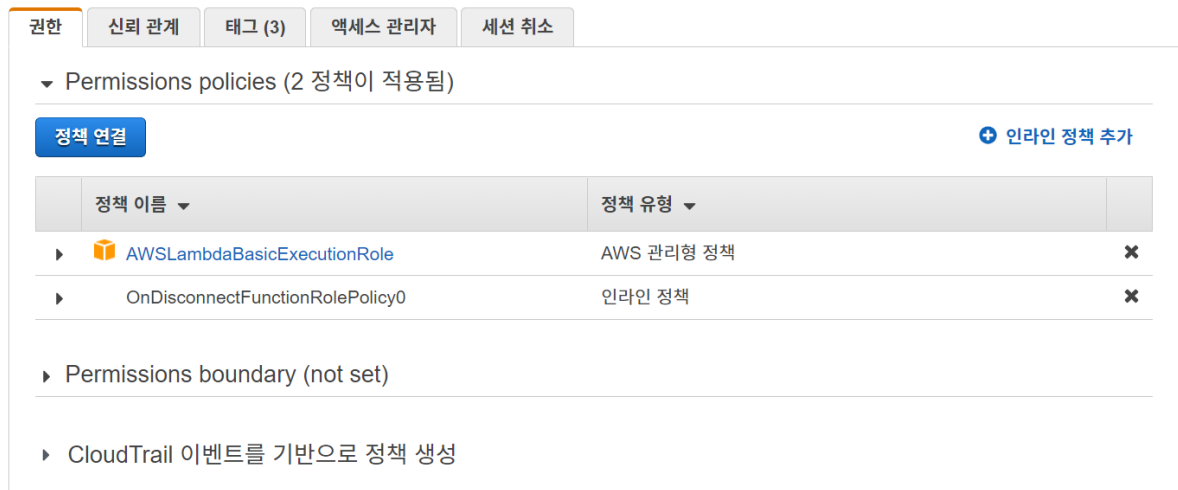 권한 신뢰 관계 태그 (3) 액세스 관리자 세션 취소
Permissions policies (2 정책이 적용됨)
정책 연결 인라인 정책 추가
정책 이름 정책 유형
AWSLambdaBasicExecutionRole AWS 관리형 정책
OnDisconnectFunctionRolePolicy0 인라인 정책
Permissions boundary (not set)
CloudTrail 이벤트를 기반으로 정책 생성